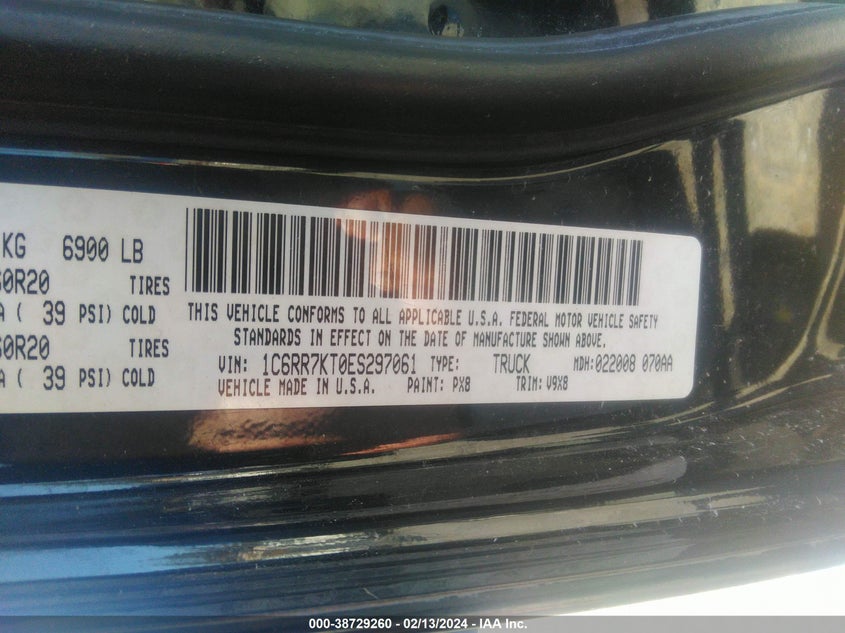 KG 6900 LB
60R20 TIRES
A ( 39 PSI) COLD
60R20 TIRES
A ( 39 PSI) COLD
THIS VEHICLE CONFORMS TO ALL APPLICABLE U.S.A. FEDERAL MOTOR VEHICLE SAFETY
STANDARDS IN EFFECT ON THE DATE OF MANUFACTURE SHOWN ABOVE.
VIN: 1C6RR7KT0ES297061 TYPE: TRUCK MDH:022008 070AA
VEHICLE MADE IN U.S.A. PAINT: PX8 TRIM: V9X8
000-38729260 - 02/13/2024 - IAA Inc.